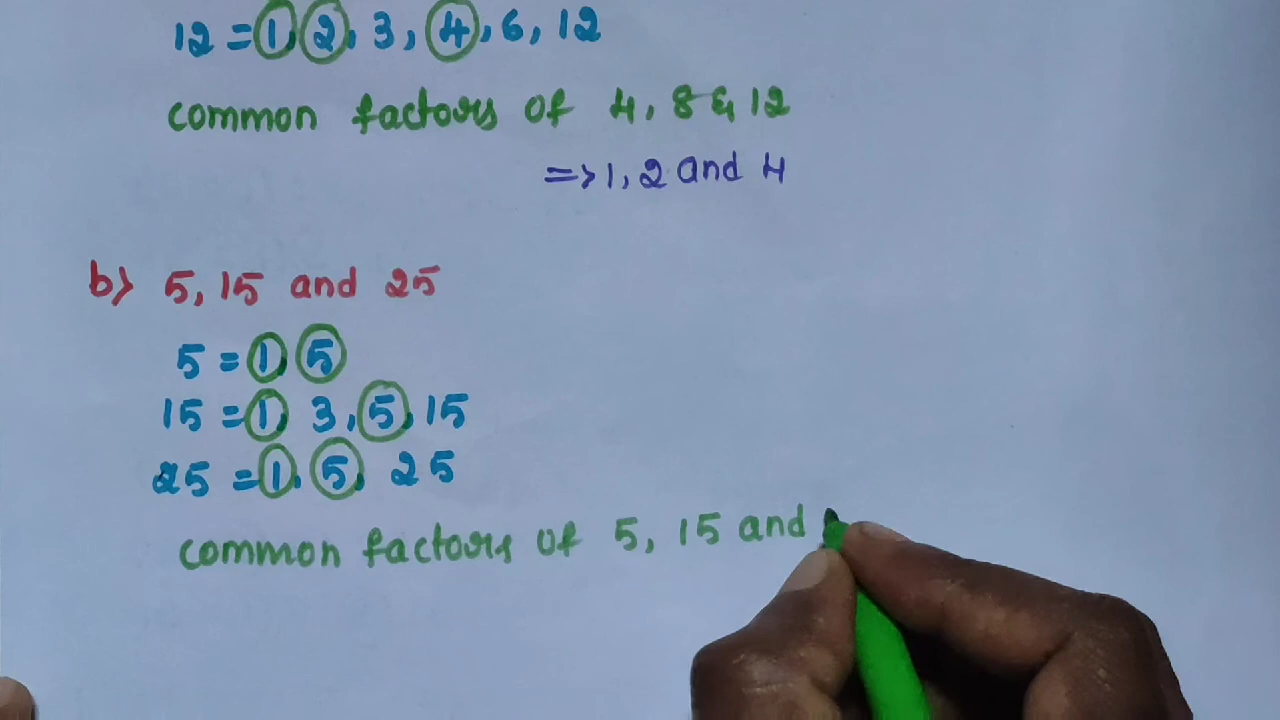 12 = 1, 2, 3, 4, 6, 12
common factors of 4, 8 & 12
=> 1, 2 and 4
b) 5, 15 and 25
5 = 1, 5
15 = 1, 3, 5, 15
25 = 1, 5, 25
common factors of 5, 15 and